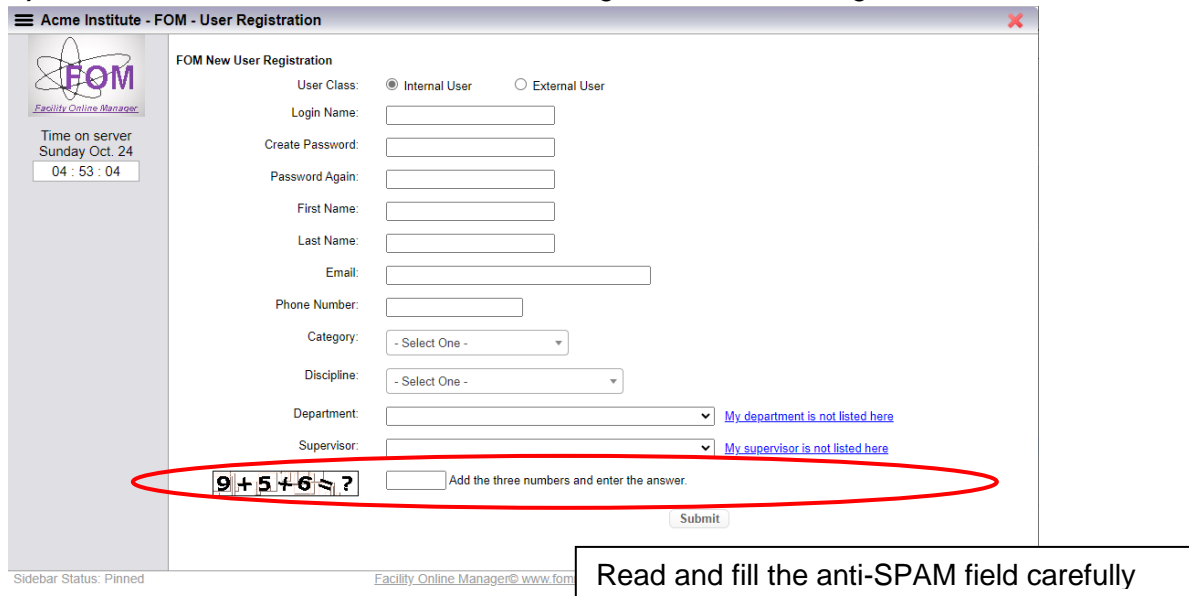 Acme Institute - FOM - User Registration
FOM
Facility Online Manager
Time on server
Sunday Oct. 24
04 : 53 : 04
FOM New User Registration
User Class: Internal User External User
Login Name:
Create Password:
Password Again:
First Name:
Last Name:
Email:
Phone Number:
Category: - Select One -
Discipline: - Select One -
Department: My department is not listed here
Supervisor: My supervisor is not listed here
9+5+6=? Add the three numbers and enter the answer.
Submit
Sidebar Status: Pinned
Facility Online Manager©
Read and fill the anti-SPAM field carefully